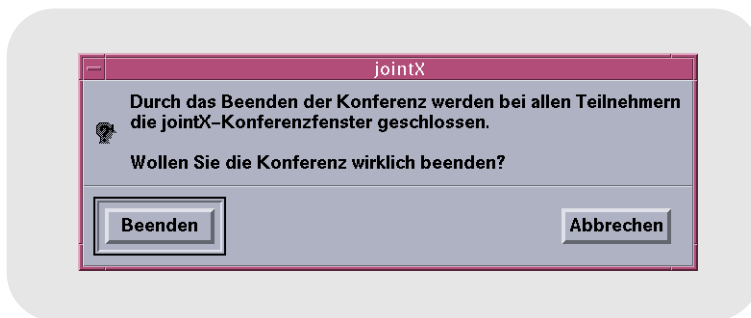 jointX
Durch das Beenden der Konferenz werden bei allen Teilnehmern
die jointX–Konferenzfenster geschlossen.
Wollen Sie die Konferenz wirklich beenden?
Beenden
Abbrechen